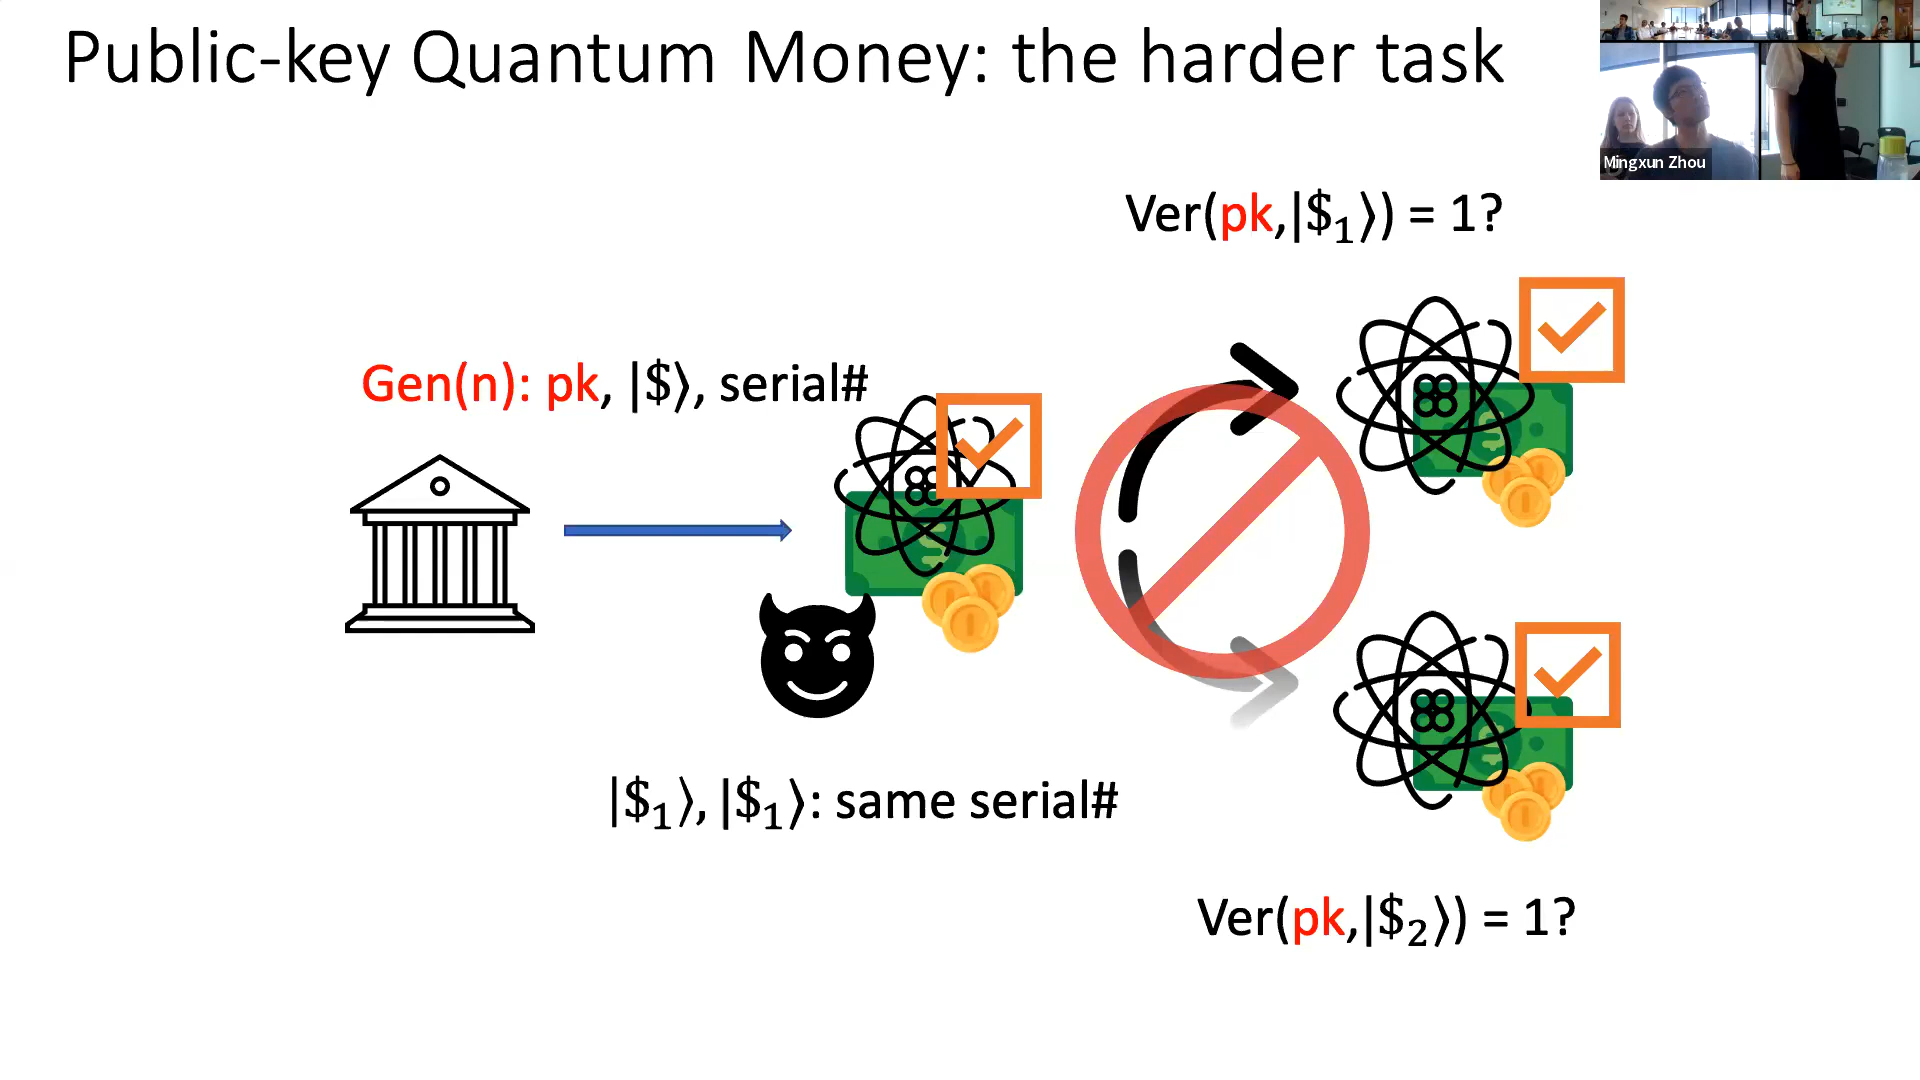 Public-key Quantum Money: the harder task
Mingxun Zhou
Ver(pk,|$₁⟩) = 1?
Gen(n): pk, |$⟩, serial#
|$₁⟩, |$₁⟩: same serial#
Ver(pk,|$₂⟩) = 1?